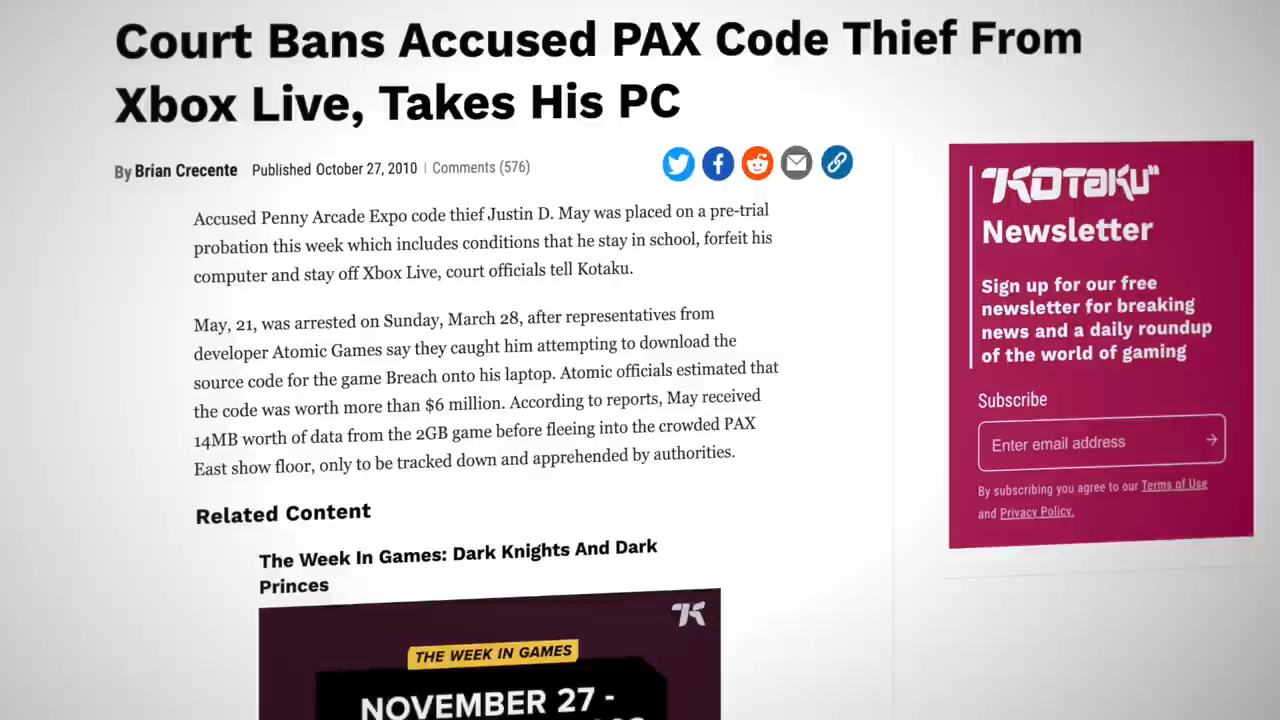 Court Bans Accused PAX Code Thief From
Xbox Live, Takes His PC
By Brian Crecente Published October 27, 2010 | Comments (576)
Accused Penny Arcade Expo code thief Justin D. May was placed on a pre-trial
probation this week which includes conditions that he stay in school, forfeit his
computer and stay off Xbox Live, court officials tell Kotaku.
May, 21, was arrested on Sunday, March 28, after representatives from
developer Atomic Games say they caught him attempting to download the
source code for the game Breach onto his laptop. Atomic officials estimated that
the code was worth more than $6 million. According to reports, May received
14MB worth of data from the 2GB game before fleeing into the crowded PAX
East show floor, only to be tracked down and apprehended by authorities.
Related Content
The Week In Games: Dark Knights And Dark
Princes
THE WEEK IN GAMES
NOVEMBER 27 -
KOTAKU
Newsletter
Sign up for our free
newsletter for breaking
news and a daily roundup
of the world of gaming
Subscribe
Enter email address
By subscribing you agree to our Terms of Use
and Privacy Policy.